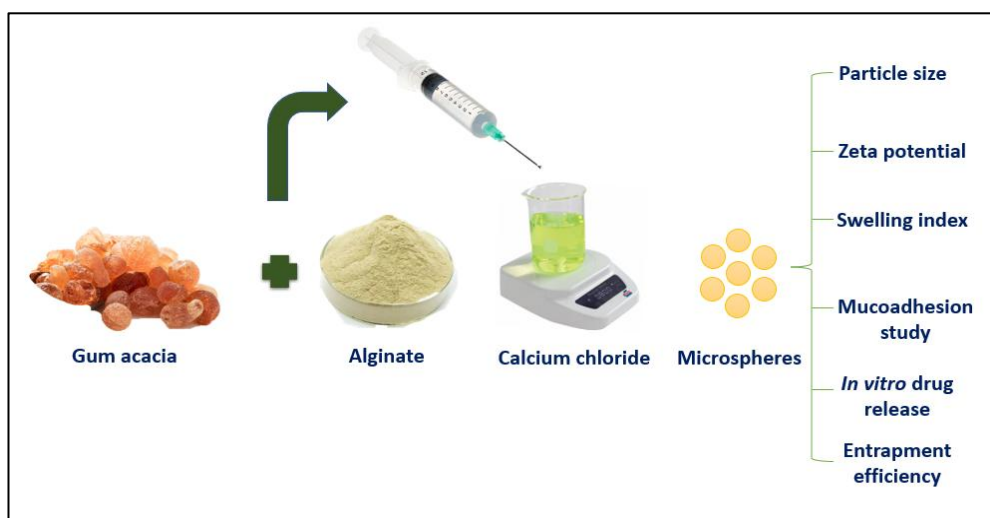 Particle size
Zeta potential
Swelling index
Mucoadhesion
study
In vitro drug
release
Entrapment
efficiency
Gum acacia
Alginate
Calcium chloride
Microspheres